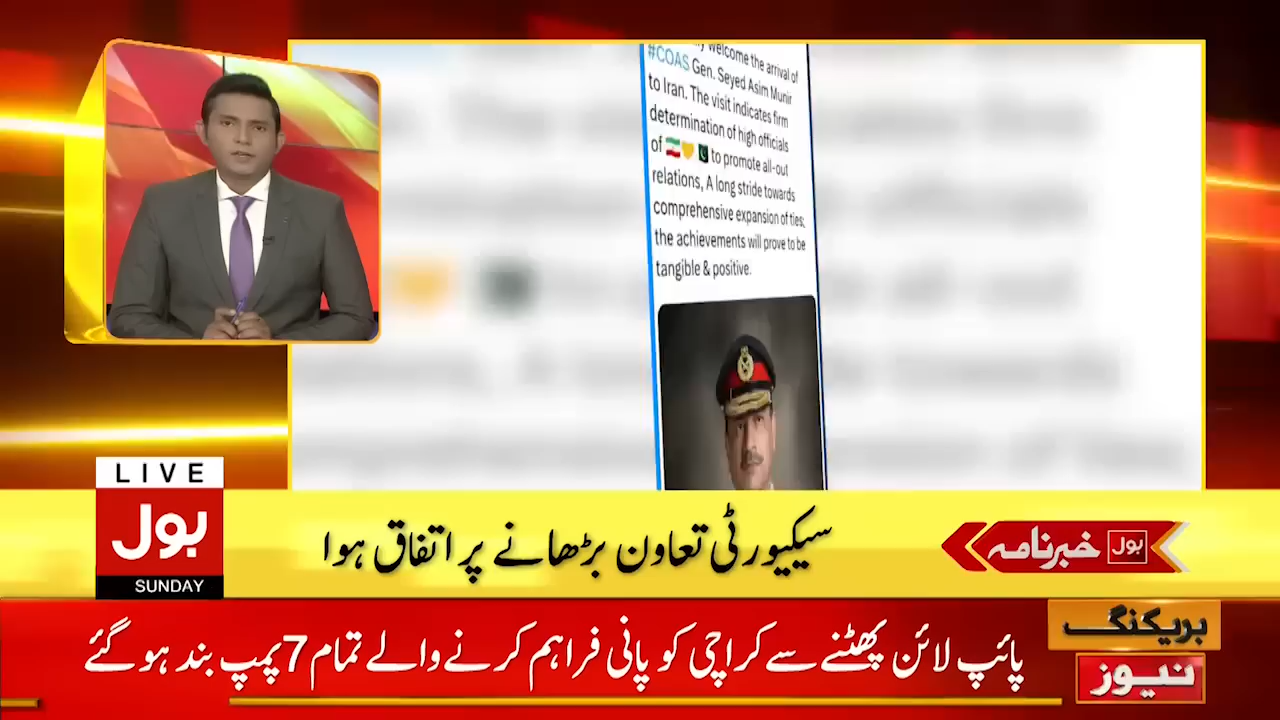 welcome the arrival of
#COAS Gen. Seyed Asim Munir
to Iran. The visit indicates firm
determination of high officials
of 🇮🇷💛🇵🇰 to promote all-out
relations, A long stride towards
comprehensive expansion of ties;
the achievements will prove to be
tangible & positive.
LIVE
بول
SUNDAY
سیکیورٹی تعاون بڑھانے پر اتفاق ہوا
بول خبرنامہ
بریکنگ
نیوز
پائپ لائن پھٹنے سے کراچی کو پانی فراہم کرنے والے تمام 7 پمپ بند ہوگئے